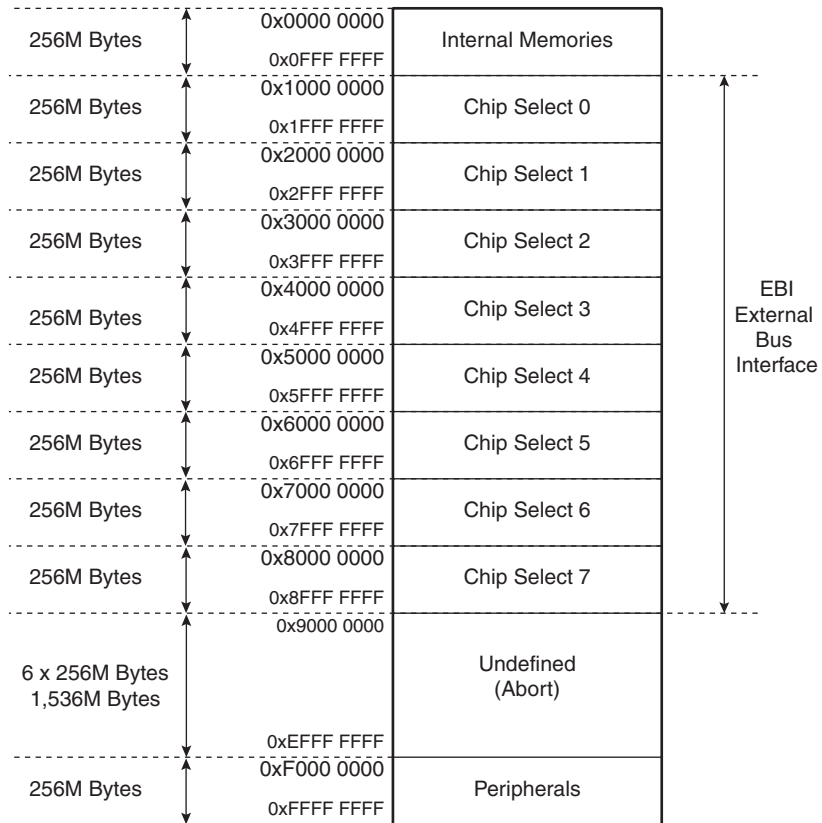 256M Bytes
0x0000 0000
0x0FFF FFFF
Internal Memories
256M Bytes
0x1000 0000
0x1FFF FFFF
Chip Select 0
256M Bytes
0x2000 0000
0x2FFF FFFF
Chip Select 1
256M Bytes
0x3000 0000
0x3FFF FFFF
Chip Select 2
256M Bytes
0x4000 0000
0x4FFF FFFF
Chip Select 3
256M Bytes
0x5000 0000
0x5FFF FFFF
Chip Select 4
256M Bytes
0x6000 0000
0x6FFF FFFF
Chip Select 5
256M Bytes
0x7000 0000
0x7FFF FFFF
Chip Select 6
256M Bytes
0x8000 0000
0x8FFF FFFF
Chip Select 7
EBI
External
Bus
Interface
6 x 256M Bytes
1,536M Bytes
0x9000 0000
0xEFFF FFFF
Undefined
(Abort)
256M Bytes
0xF000 0000
0xFFFF FFFF
Peripherals